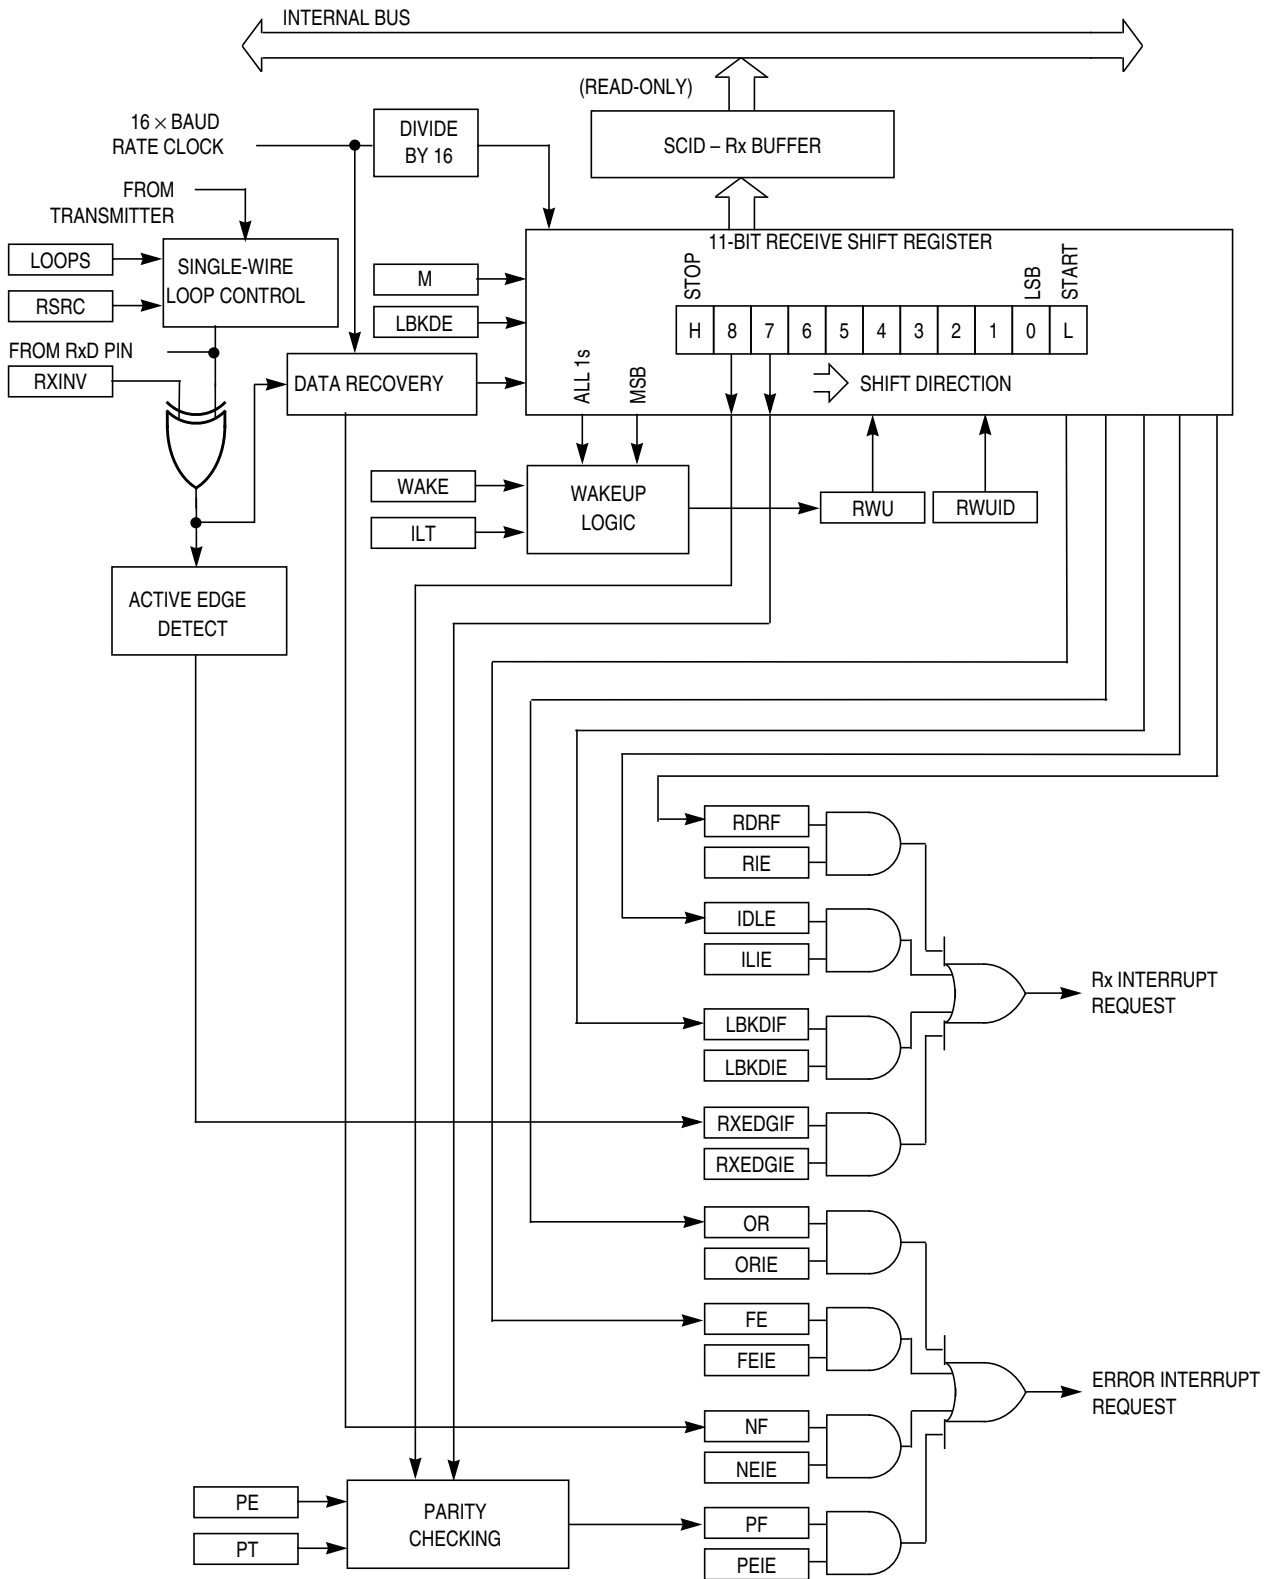 INTERNAL BUS
(READ-ONLY)
16 × BAUD
RATE CLOCK
DIVIDE
BY 16
SCID – Rx BUFFER
FROM
TRANSMITTER
11-BIT RECEIVE SHIFT REGISTER
LOOPS
SINGLE-WIRE
LOOP CONTROL
RSRC
M
LBKDE
STOP
LSB
START
H 8 7 6 5 4 3 2 1 0 L
FROM RxD PIN
RXINV
DATA RECOVERY
ALL 1s
MSB
SHIFT DIRECTION
WAKE
ILT
WAKEUP
LOGIC
RWU
RWUID
ACTIVE EDGE
DETECT
RDRF
RIE
IDLE
ILIE
Rx INTERRUPT
REQUEST
LBKDIF
LBKDIE
RXEDGIF
RXEDGIE
OR
ORIE
FE
FEIE
ERROR INTERRUPT
REQUEST
NF
NEIE
PE
PT
PARITY
CHECKING
PF
PEIE